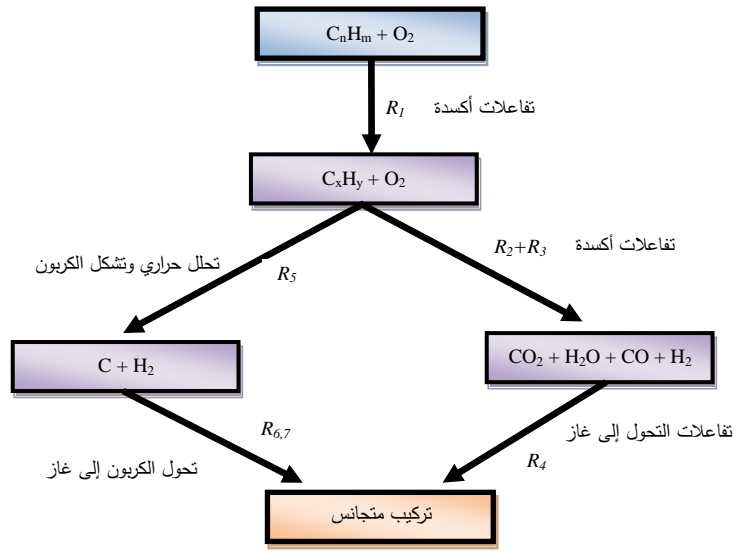 CₙHₘ + O₂
R₁ تفاعلات أكسدة
CₓHᵧ + O₂
R₂+R₃ تفاعلات أكسدة
تحلل حراري وتشكل الكربون
R₅
C + H₂
CO₂ + H₂O + CO + H₂
R₆,₇
تفاعلات التحول إلى غاز
R₄
تحول الكربون إلى غاز
تركيب متجانس